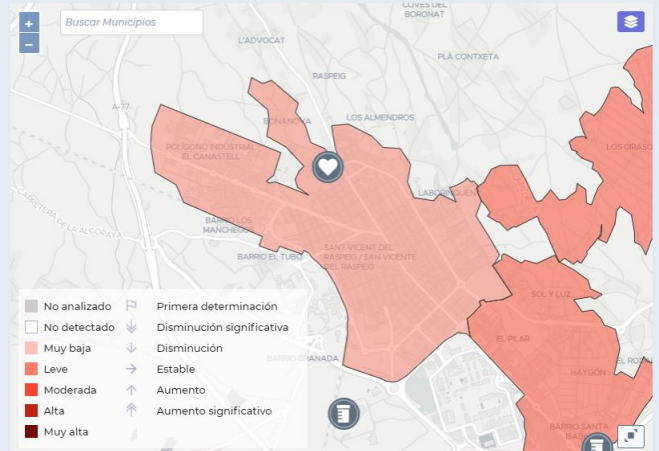 +
Buscar Municipios
−
COVES DEL
BORONAT
L'ADVOCAT
PLÀ CONTXETA
RASPEIG
A-77
BONANOVA
LOS ALMENDROS
POLÍGONO INDUSTRIAL
EL CANASTELL
LOS GIRASO
CARRETERA DE LA ALCORAYA
LABORINQUEN
BARRIO LOS
MANCHEGOS
BARRIO EL TUBO
SANT VICENT DEL
RASPEIG / SAN VICENTE
DEL RASPEIG
SOL Y LUZ
EL PILAR
BARRIO GRANADA
HAYGÓN
BARRIO SANTA
No analizado
Primera determinación
No detectado
Disminución significativa
Muy baja
Disminución
Leve
Estable
Moderada
Aumento
Alta
Aumento significativo
Muy alta